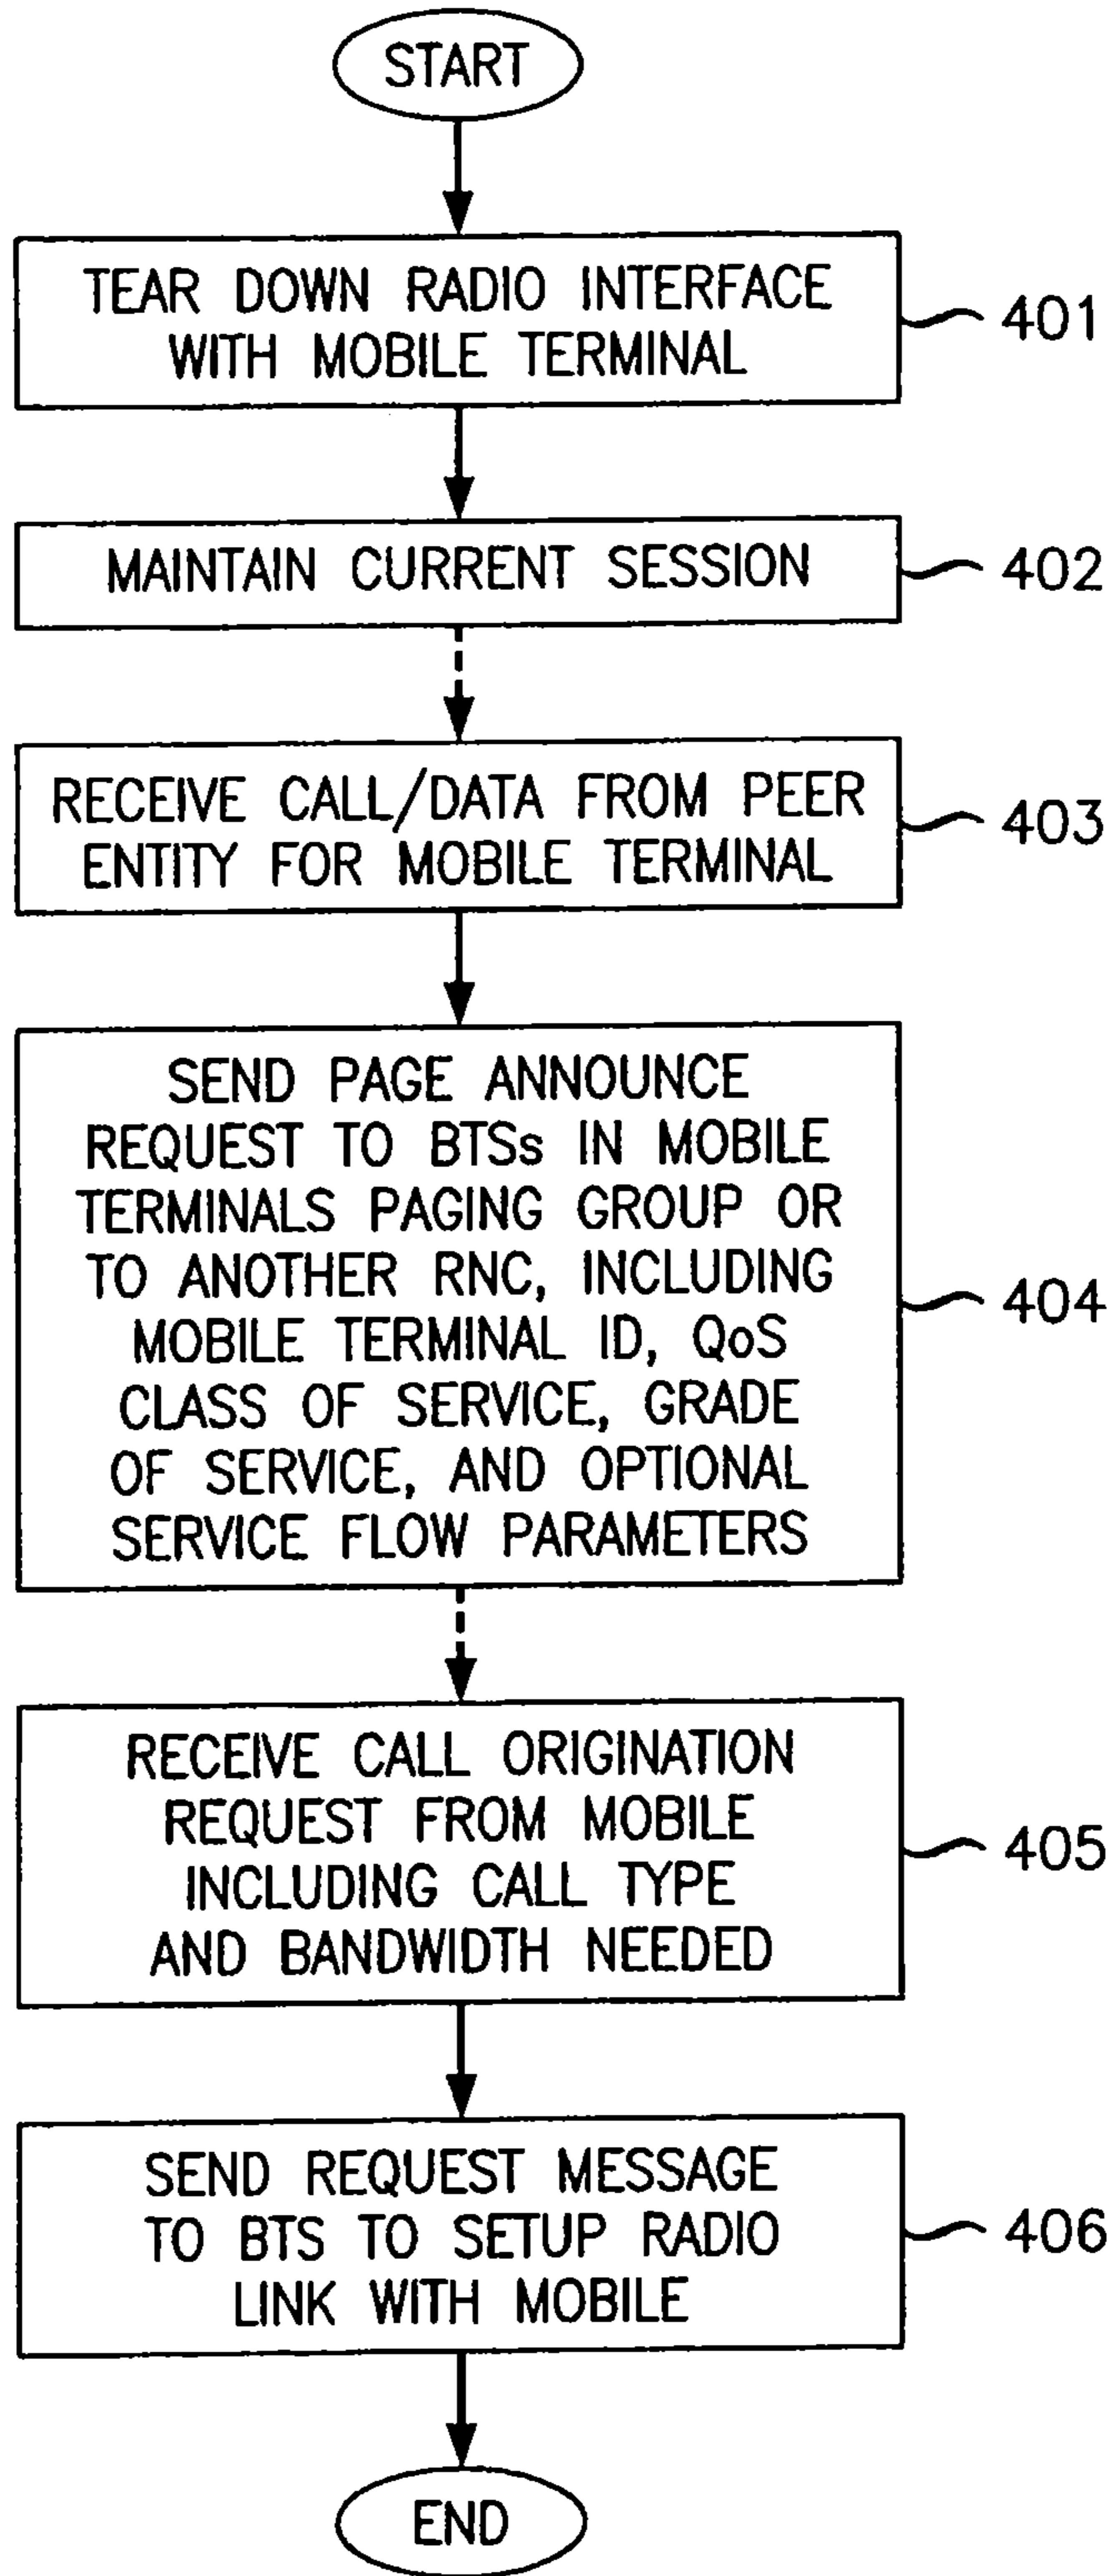 START
TEAR DOWN RADIO INTERFACE
WITH MOBILE TERMINAL
401
MAINTAIN CURRENT SESSION
402
RECEIVE CALL/DATA FROM PEER
ENTITY FOR MOBILE TERMINAL
403
SEND PAGE ANNOUNCE
REQUEST TO BTSs IN MOBILE
TERMINALS PAGING GROUP OR
TO ANOTHER RNC, INCLUDING
MOBILE TERMINAL ID, QoS
CLASS OF SERVICE, GRADE
OF SERVICE, AND OPTIONAL
SERVICE FLOW PARAMETERS
404
RECEIVE CALL ORIGINATION
REQUEST FROM MOBILE
INCLUDING CALL TYPE
AND BANDWIDTH NEEDED
405
SEND REQUEST MESSAGE
TO BTS TO SETUP RADIO
LINK WITH MOBILE
406
END